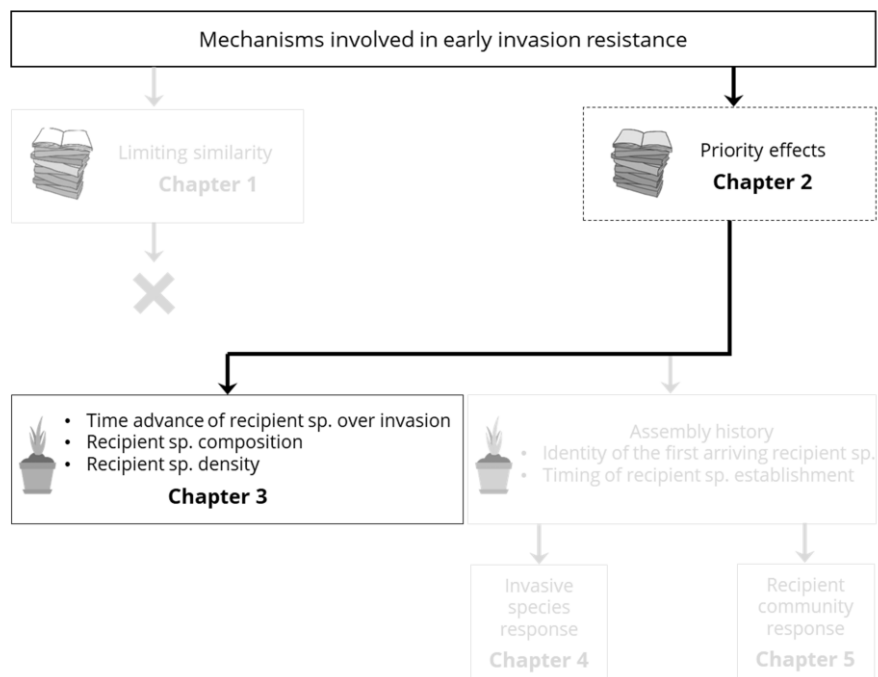 Mechanisms involved in early invasion resistance
Limiting similarity
Chapter 1
Priority effects
Chapter 2
• Time advance of recipient sp. over invasion
• Recipient sp. composition
• Recipient sp. density
Chapter 3
Assembly history
• Identity of the first arriving recipient sp.
• Timing of recipient sp. establishment
Invasive
species
response
Chapter 4
Recipient
community
response
Chapter 5